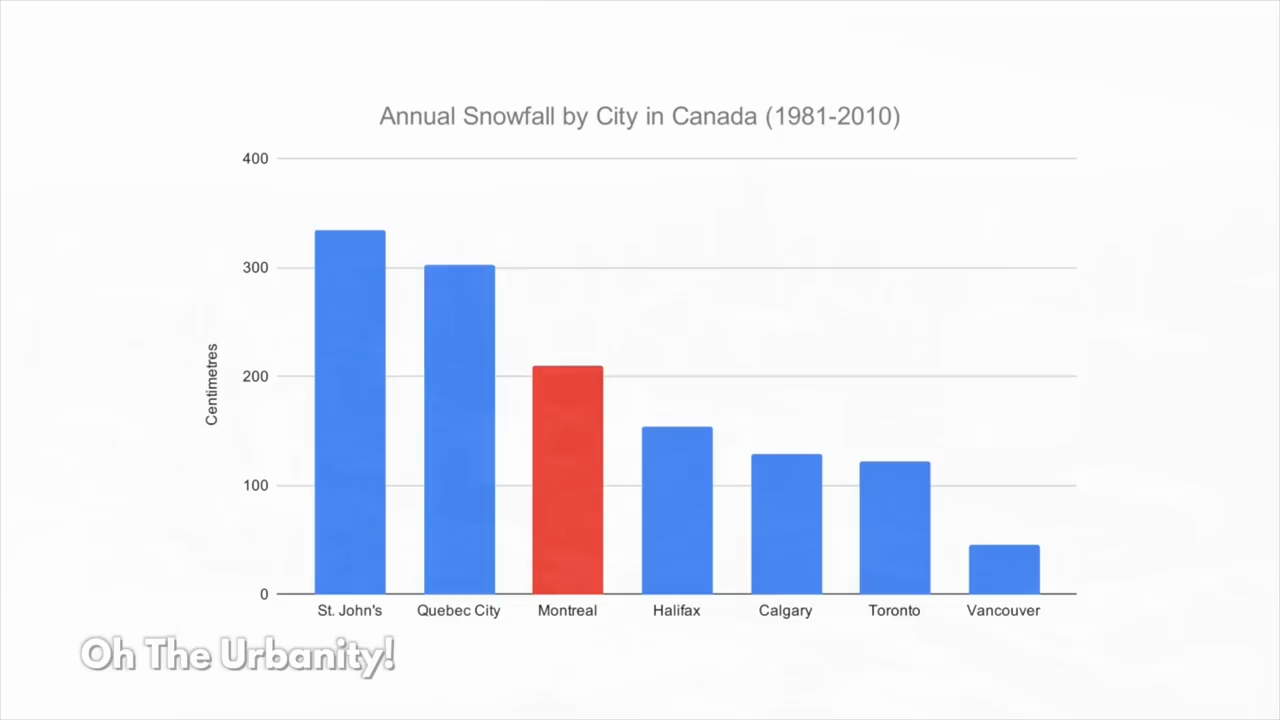 Annual Snowfall by City in Canada (1981-2010)
400
300
200
100
0
Centimetres
St. John's Quebec City Montreal Halifax Calgary Toronto Vancouver
Oh The Urbanity!